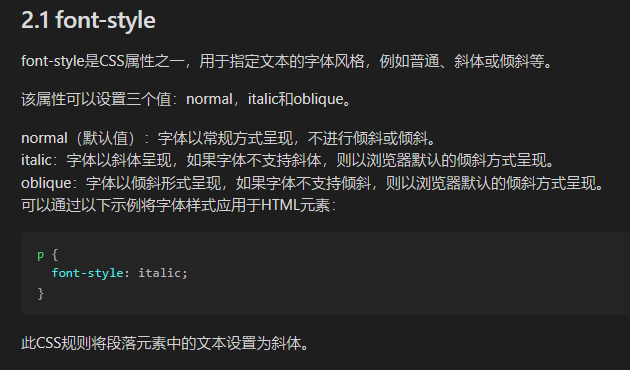 2.1 font-style
font-style是CSS属性之一，用于指定文本的字体风格，例如普通、斜体或倾斜等。
该属性可以设置三个值：normal，italic和oblique。
normal（默认值）：字体以常规方式呈现，不进行倾斜或倾斜。
italic：字体以斜体呈现，如果字体不支持斜体，则以浏览器默认的倾斜方式呈现。
oblique：字体以倾斜形式呈现，如果字体不支持倾斜，则以浏览器默认的倾斜方式呈现。
可以通过以下示例将字体样式应用于HTML元素：
p {
  font-style: italic;
}
此CSS规则将段落元素中的文本设置为斜体。